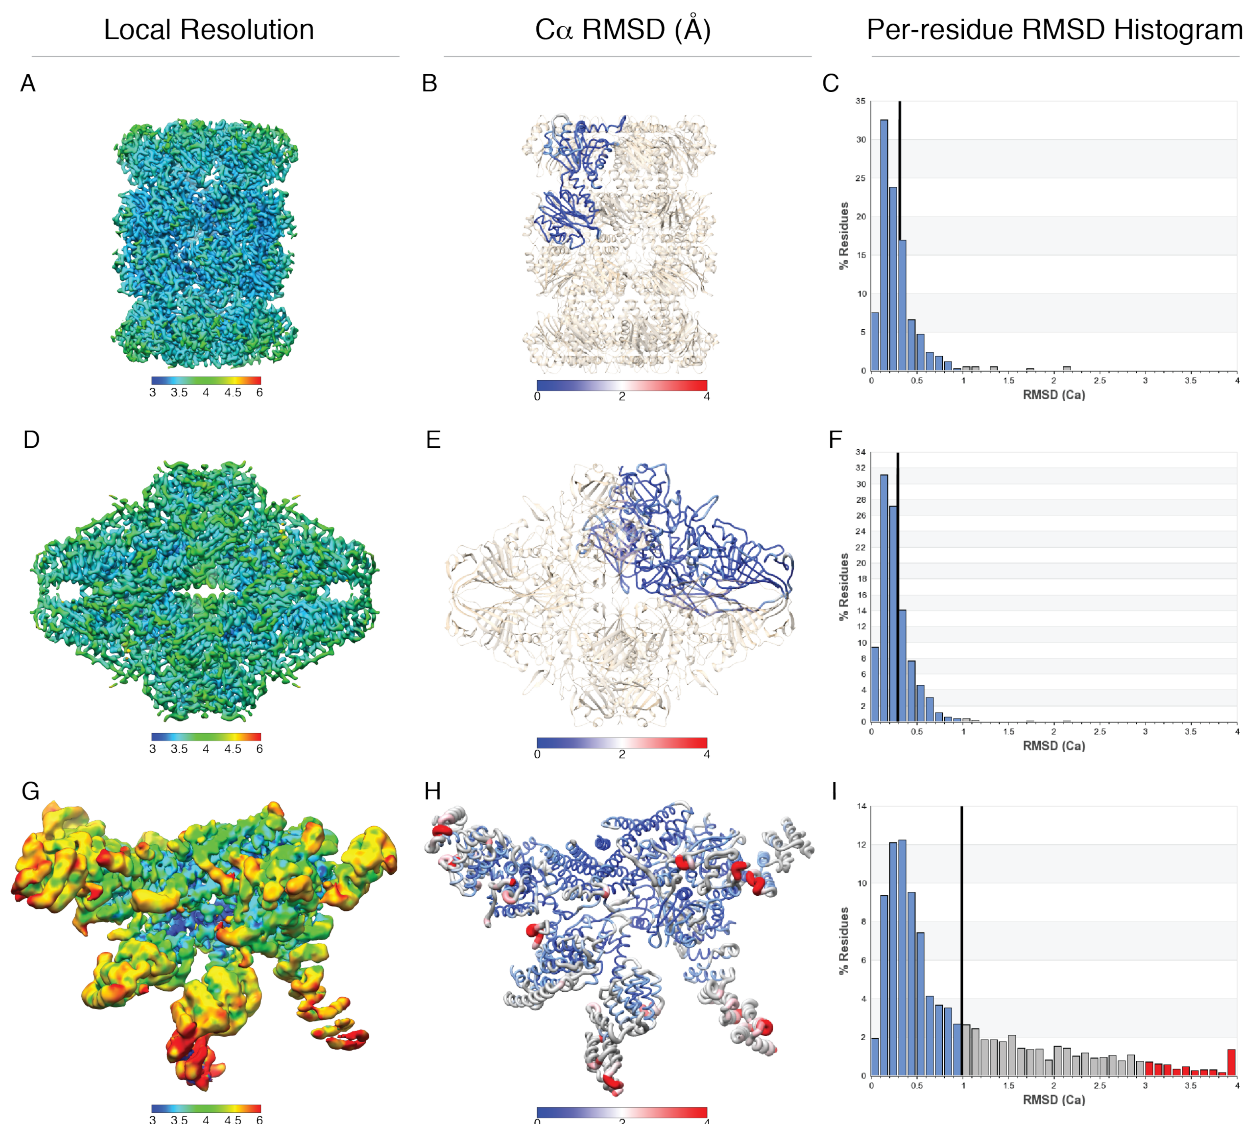 Local Resolution
Cα RMSD (Å)
Per-residue RMSD Histogram
A
B
C
3 3.5 4 4.5 6
0 2 4
35
30
25
20
15
10
5
0
% Residues
0 0.5 1 1.5 2 2.5 3 3.5 4
RMSD (Ca)
D
E
F
3 3.5 4 4.5 6
0 2 4
34
32
30
28
26
24
22
20
18
16
14
12
10
8
6
4
2
0
% Residues
0 0.5 1 1.5 2 2.5 3 3.5 4
RMSD (Ca)
G
H
I
3 3.5 4 4.5 6
0 2 4
14
12
10
8
6
4
2
0
% Residues
0 0.5 1 1.5 2 2.5 3 3.5 4
RMSD (Ca)